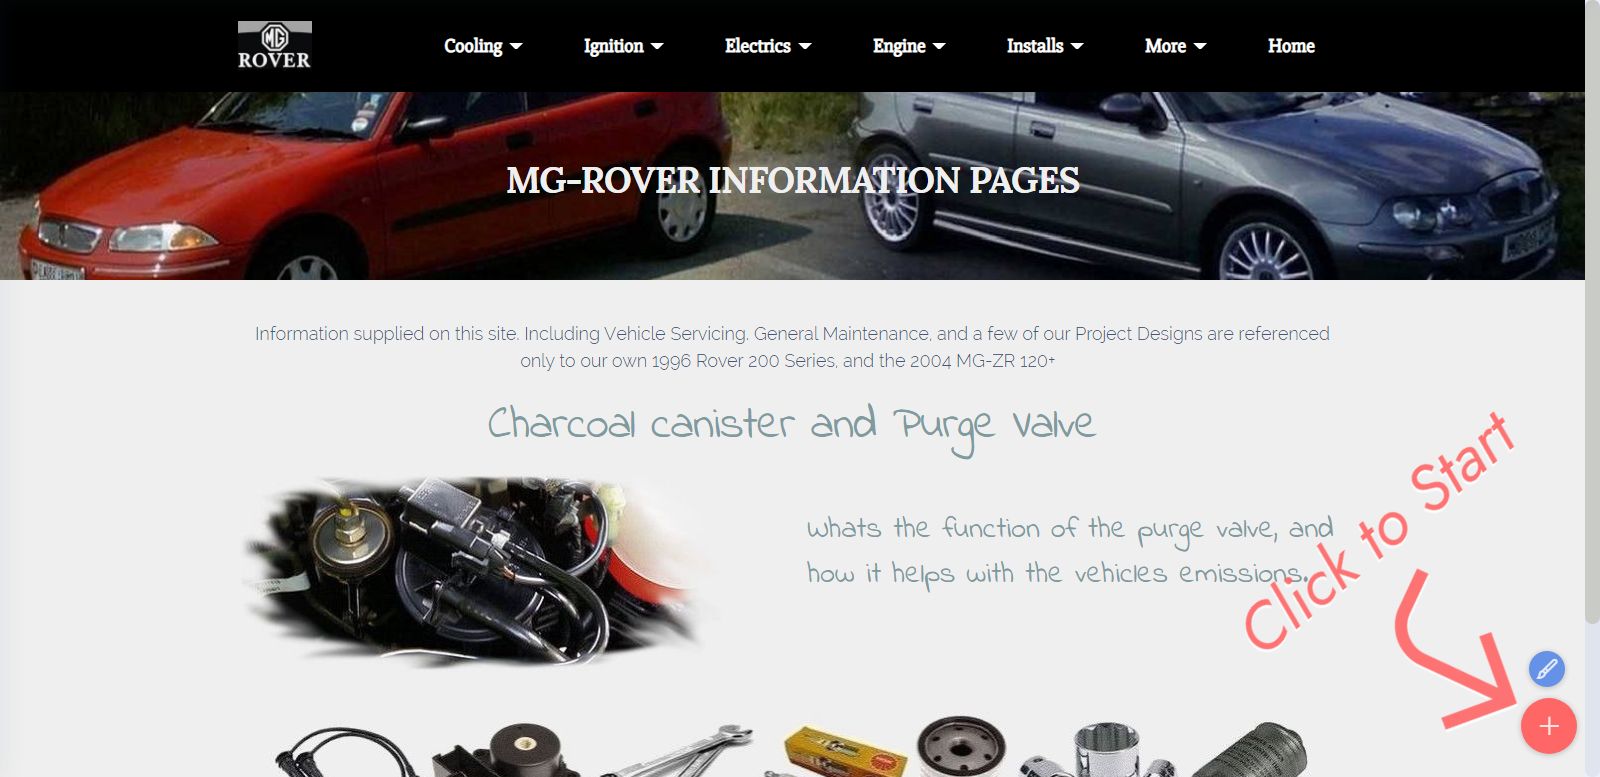 MG
ROVER
Cooling
Ignition
Electrics
Engine
Installs
More
Home
MG-ROVER INFORMATION PAGES
Information supplied on this site. Including Vehicle Servicing. General Maintenance, and a few of our Project Designs are referenced
only to our own 1996 Rover 200 Series, and the 2004 MG-ZR 120+
Charcoal canister and Purge Valve
Whats the function of the purge valve, and
how it helps with the vehicles emissions.
Click to Start